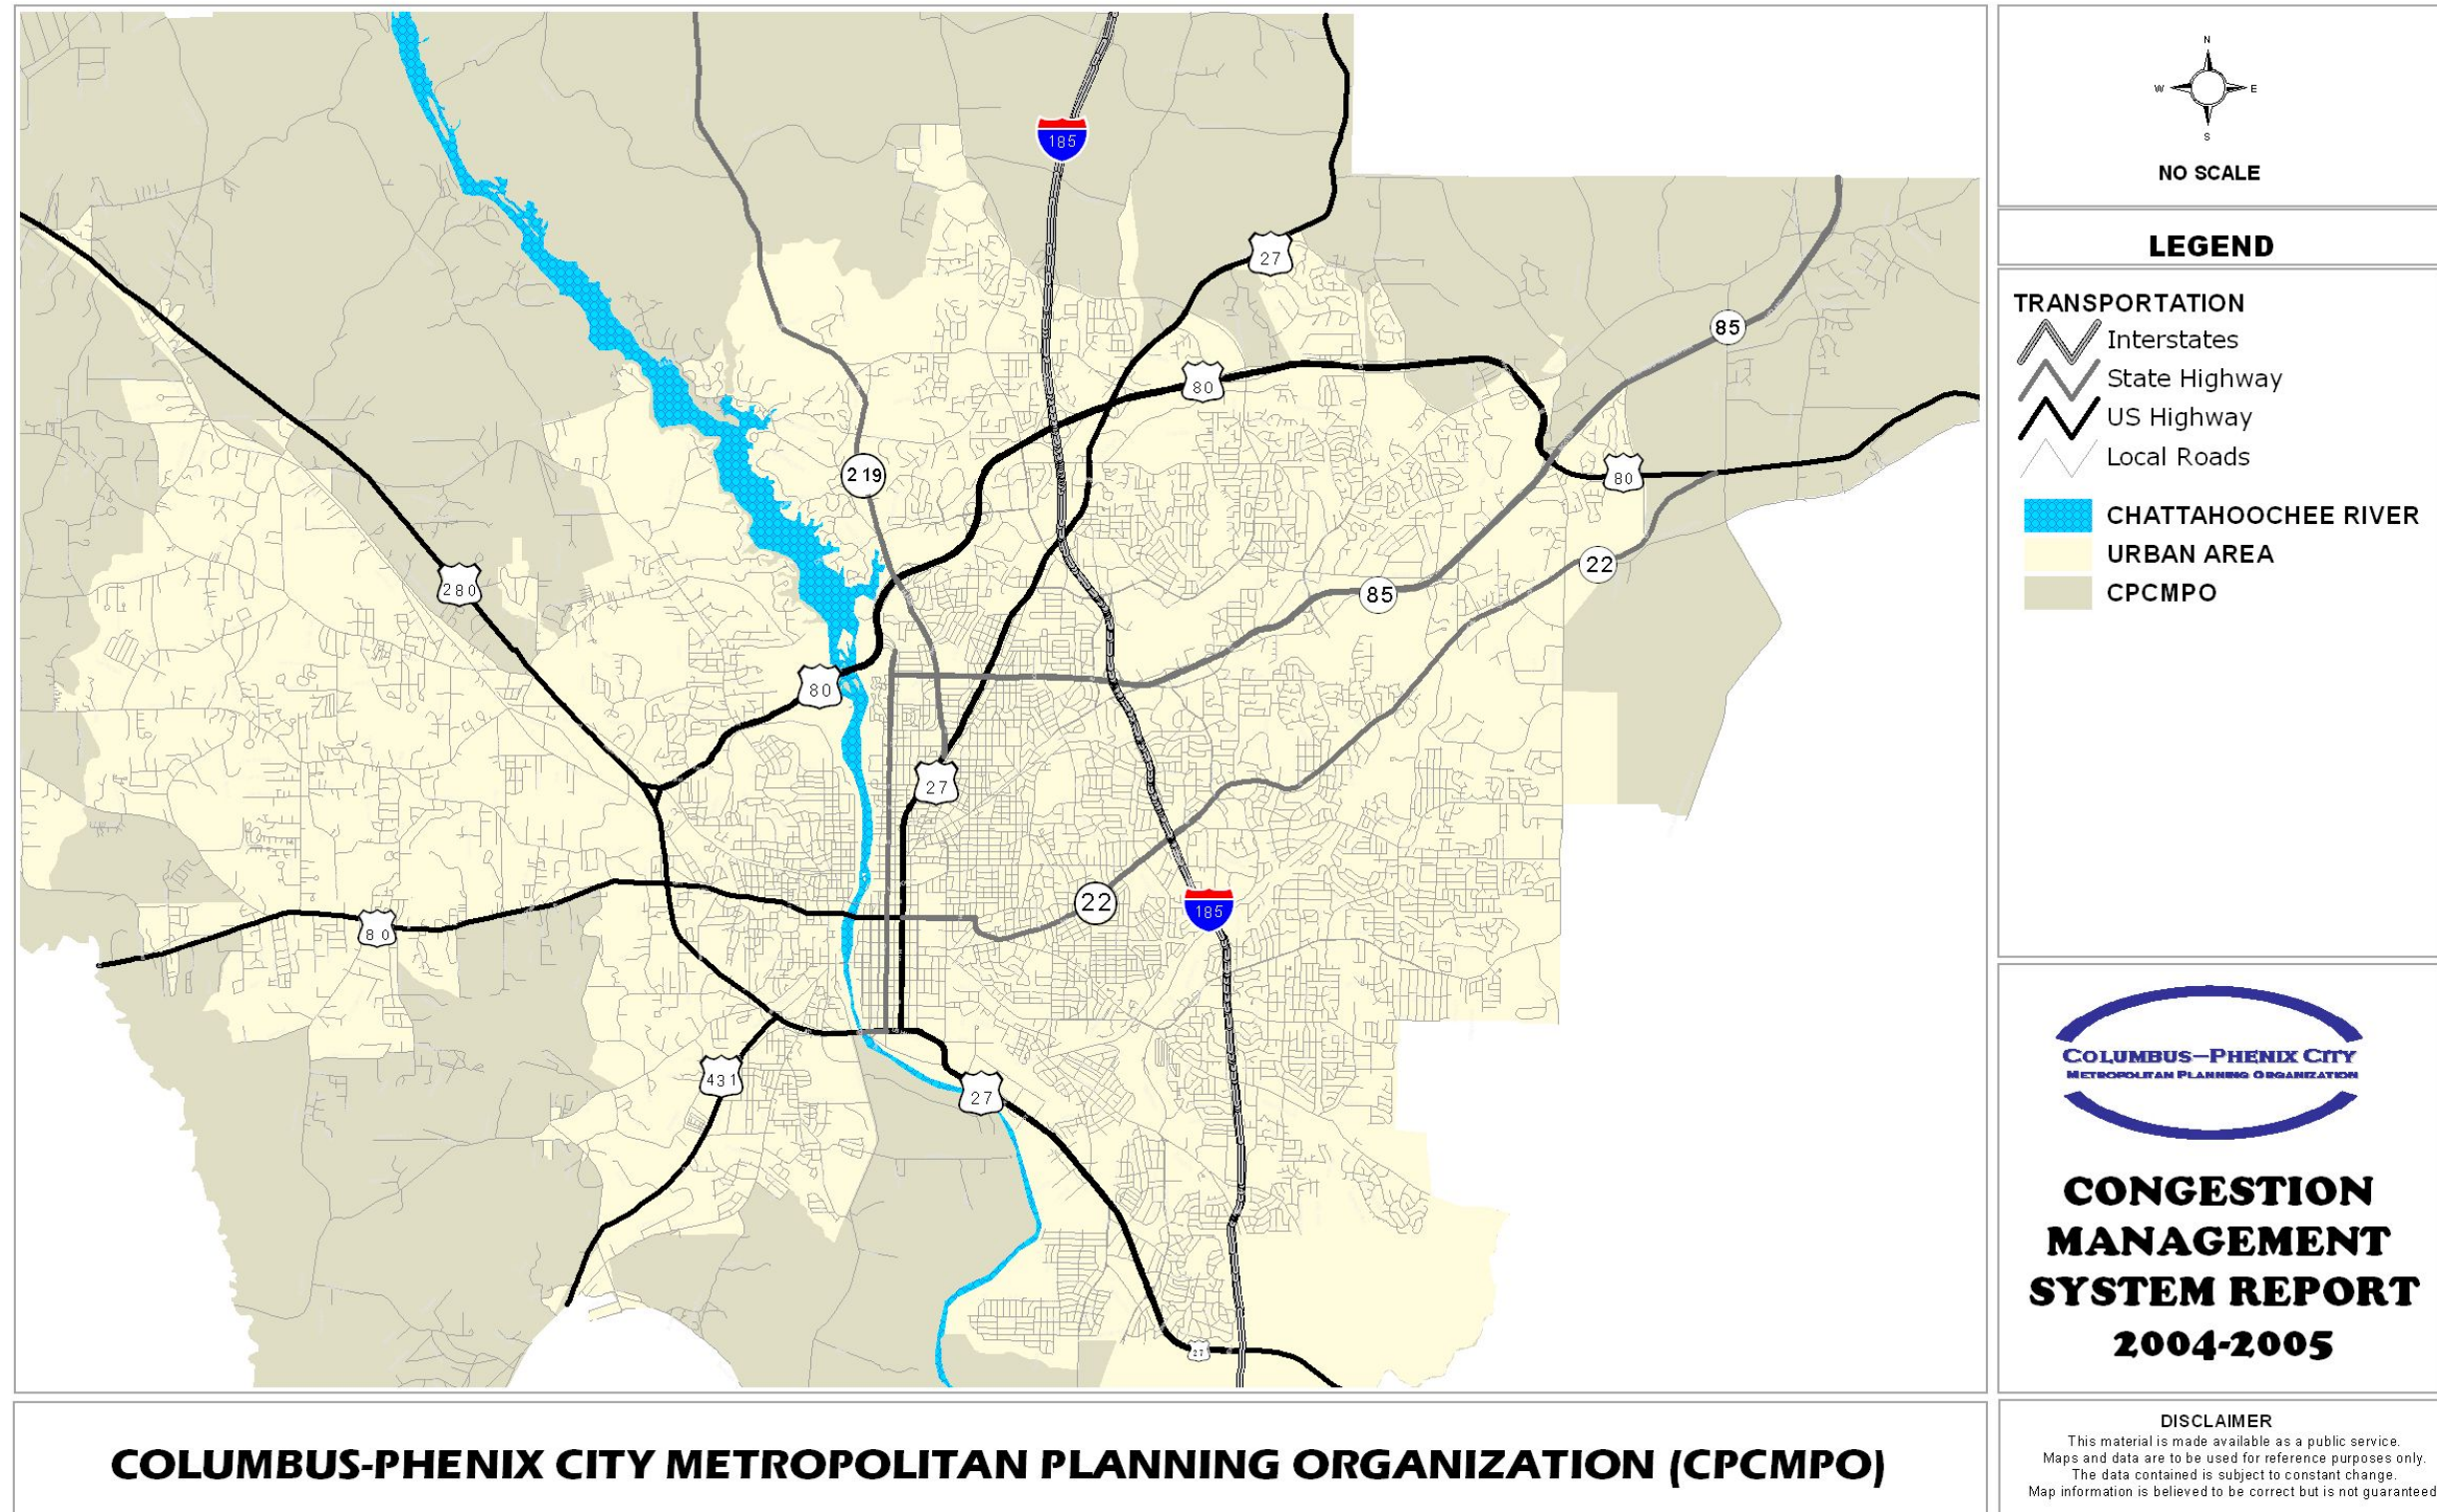 185
27
80
85
219
80
280
22
85
80
27
22
185
80
431
27
27
N
W
E
S
NO SCALE
LEGEND
TRANSPORTATION
Interstates
State Highway
US Highway
Local Roads
CHATTAHOOCHEE RIVER
URBAN AREA
CPCMPO
COLUMBUS-PHENIX CITY
METROPOLITAN PLANNING ORGANIZATION
CONGESTION
MANAGEMENT
SYSTEM REPORT
2004-2005
COLUMBUS-PHENIX CITY METROPOLITAN PLANNING ORGANIZATION (CPCMPO)
DISCLAIMER
This material is made available as a public service.
Maps and data are to be used for reference purposes only.
The data contained is subject to constant change.
Map information is believed to be correct but is not guaranteed